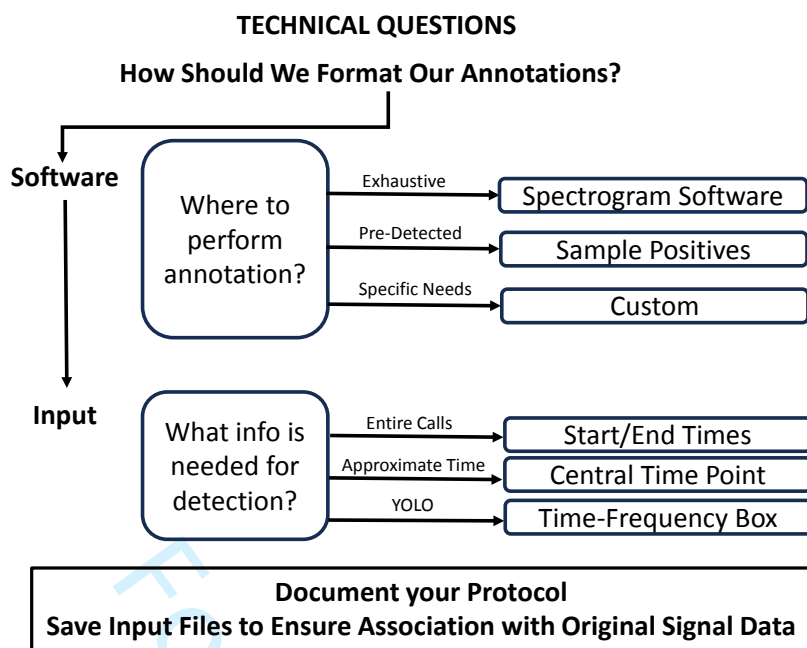 TECHNICAL QUESTIONS
How Should We Format Our Annotations?
Software
Where to
perform
annotation?
Exhaustive
Spectrogram Software
Pre-Detected
Sample Positives
Specific Needs
Custom
Input
What info is
needed for
detection?
Entire Calls
Start/End Times
Approximate Time
Central Time Point
YOLO
Time-Frequency Box
Document your Protocol
Save Input Files to Ensure Association with Original Signal Data